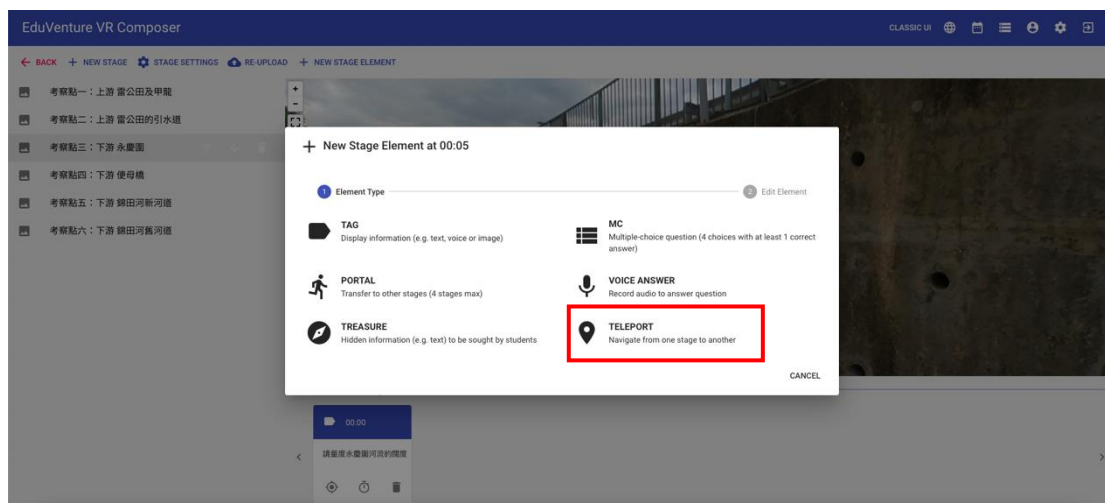 EduVenture VR Composer
CLASSIC UI
BACK + NEW STAGE STAGE SETTINGS RE-UPLOAD + NEW STAGE ELEMENT
考察點一：上游 雷公田及甲龍
考察點二：上游 雷公田的引水道
考察點三：下游 永慶圍
考察點四：下游 便母橋
考察點五：下游 錦田河新河道
考察點六：下游 錦田河舊河道
+
-
+ New Stage Element at 00:05
1 Element Type
2 Edit Element
TAG
Display information (e.g. text, voice or image)
MC
Multiple-choice question (4 choices with at least 1 correct
answer)
PORTAL
Transfer to other stages (4 stages max)
VOICE ANSWER
Record audio to answer question
TREASURE
Hidden information (e.g. text) to be sought by students
TELEPORT
Navigate from one stage to another
CANCEL
00:00
請量度永慶圍河流的闊度